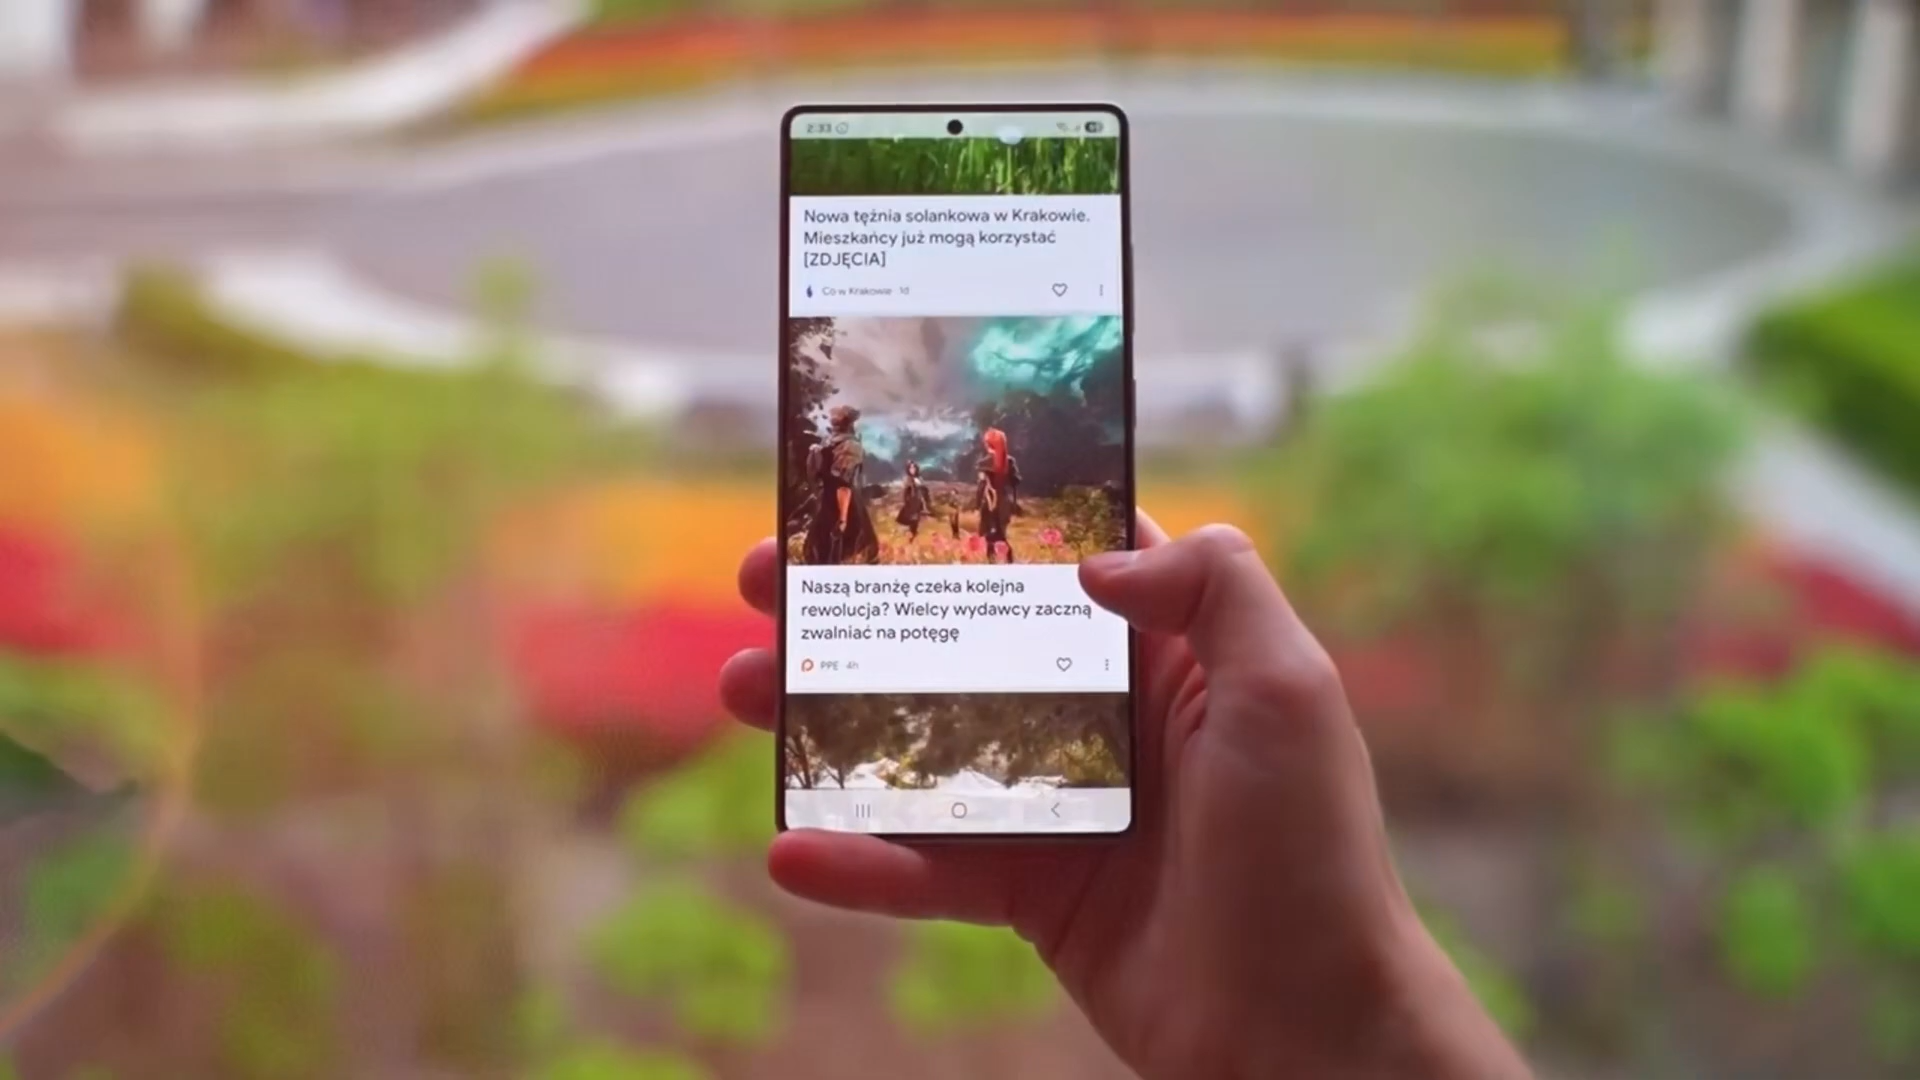 2:33
Nowa tężnia solankowa w Krakowie.
Mieszkańcy już mogą korzystać
[ZDJĘCIA]
Co w Krakowie · 1d
Naszą branżę czeka kolejna
rewolucja? Wielcy wydawcy zaczną
zwalniać na potęgę
PPE · 4h